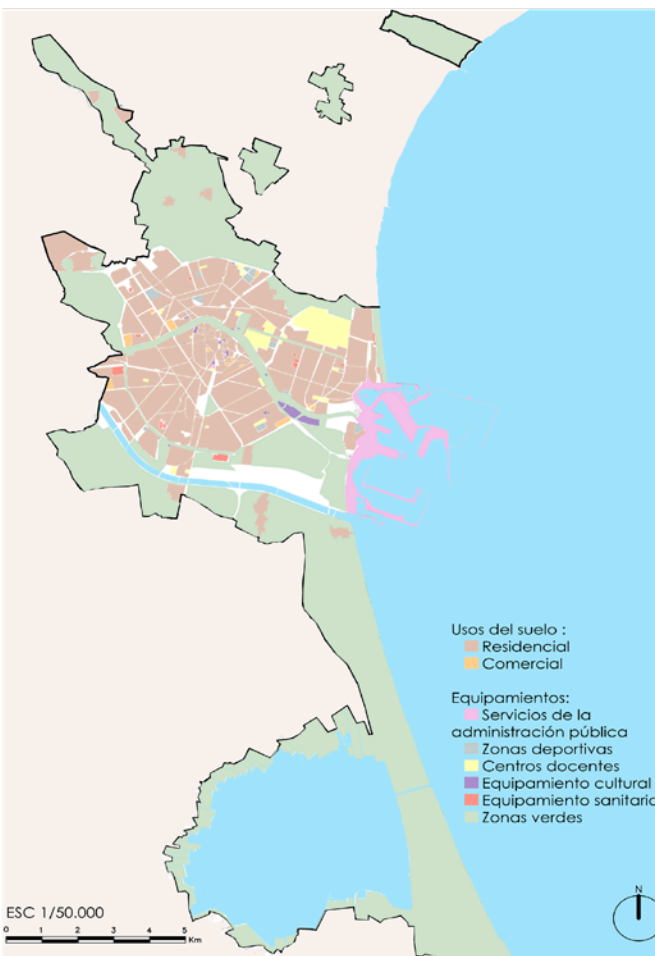 Usos del suelo :
Residencial
Comercial
Equipamientos:
Servicios de la
administración pública
Zonas deportivas
Centros docentes
Equipamiento cultural
Equipamiento sanitario
Zonas verdes
ESC 1/50.000
0 1 2 3 4 5
Km
N